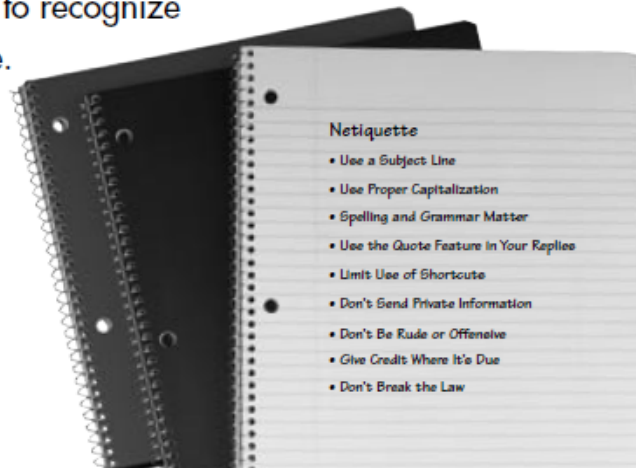 to recognize
e.
Netiquette
• Use a Subject Line
• Use Proper Capitalization
• Spelling and Grammar Matter
• Use the Quote Feature in Your Replies
• Limit Use of Shortcuts
• Don't Send Private Information
• Don't Be Rude or Offensive
• Give Credit Where It's Due
• Don't Break the Law